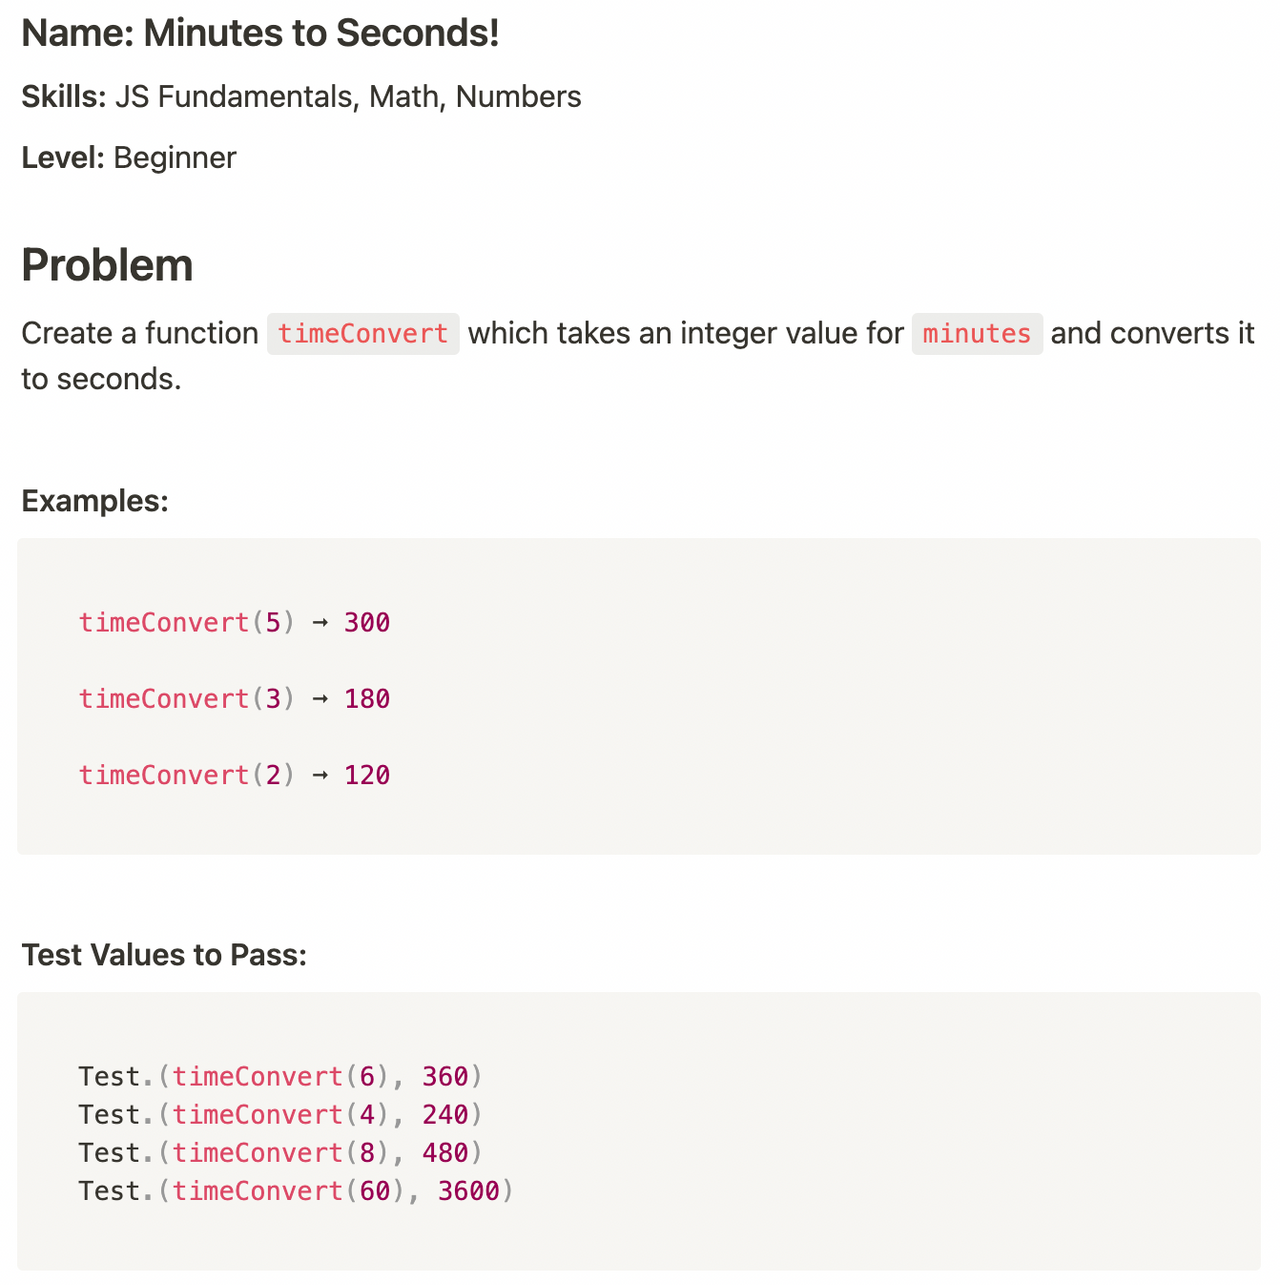 Name: Minutes to Seconds!
Skills: JS Fundamentals, Math, Numbers
Level: Beginner
Problem
Create a function timeConvert which takes an integer value for minutes and converts it
to seconds.
Examples:
timeConvert(5) → 300
timeConvert(3) → 180
timeConvert(2) → 120
Test Values to Pass:
Test.(timeConvert(6), 360)
Test.(timeConvert(4), 240)
Test.(timeConvert(8), 480)
Test.(timeConvert(60), 3600)